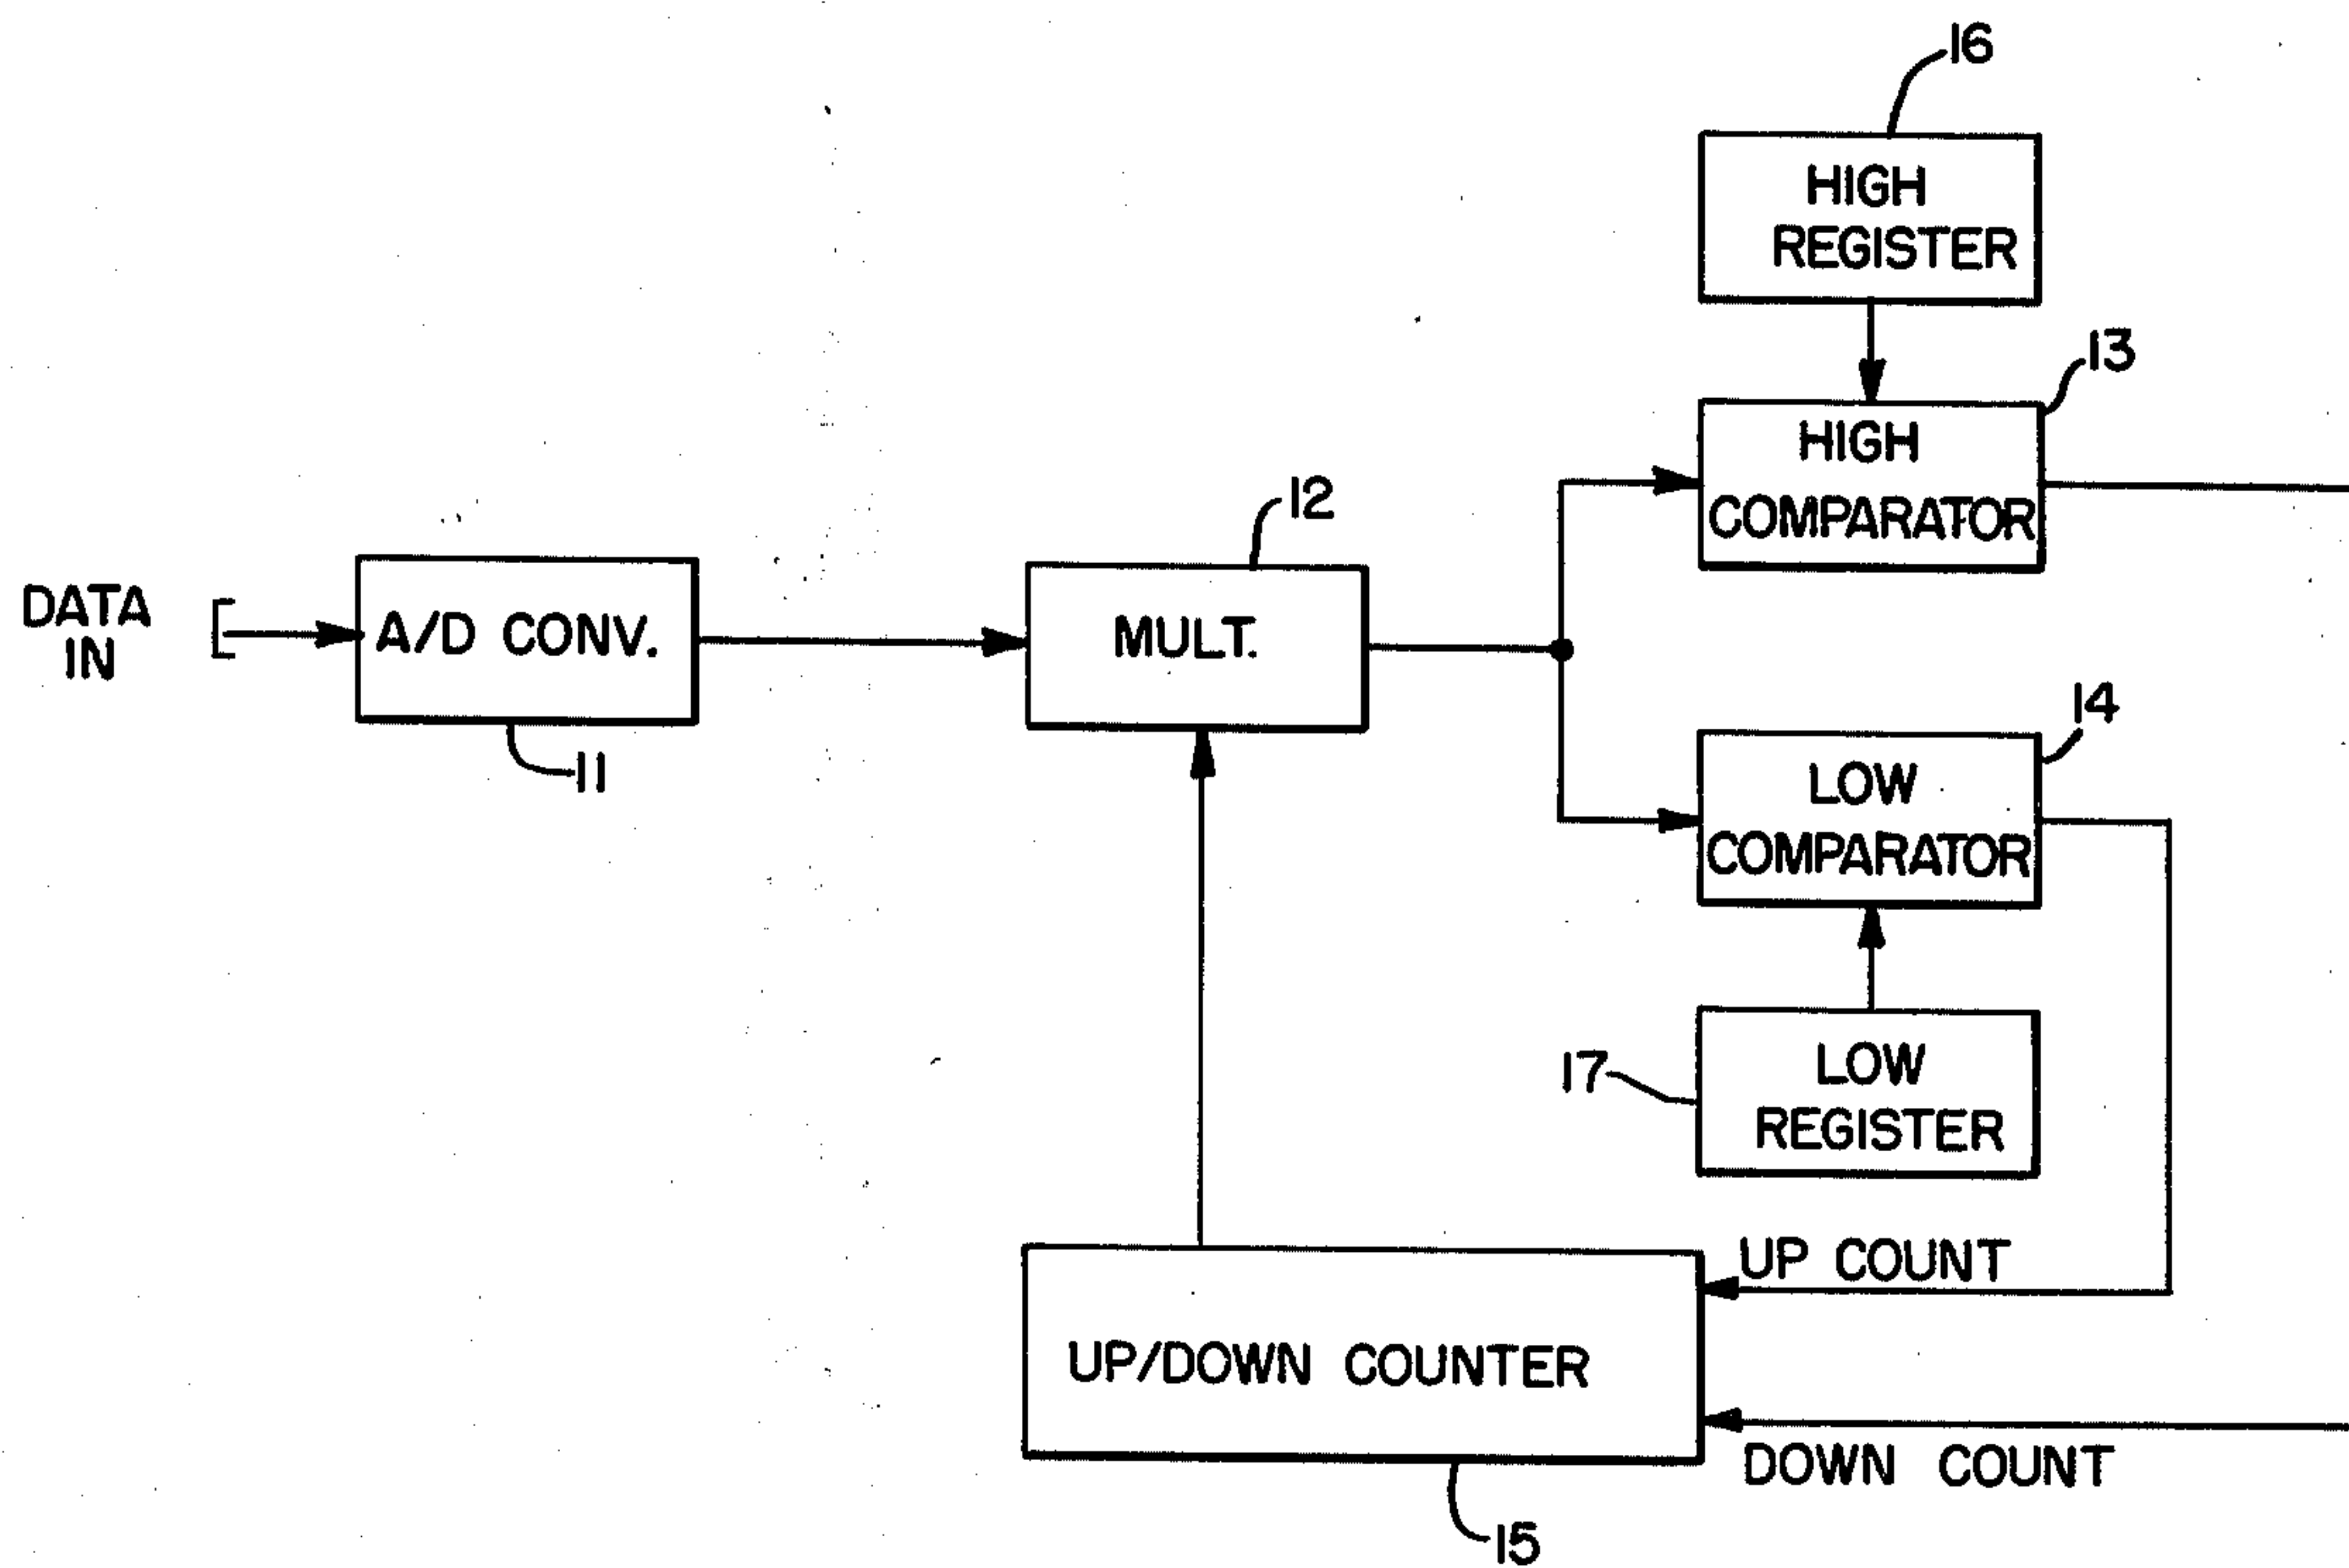 16
HIGH
REGISTER
13
HIGH
COMPARATOR
12
DATA
IN
A/D CONV.
MULT.
11
14
LOW
COMPARATOR
17
LOW
REGISTER
UP COUNT
UP/DOWN COUNTER
DOWN COUNT
15